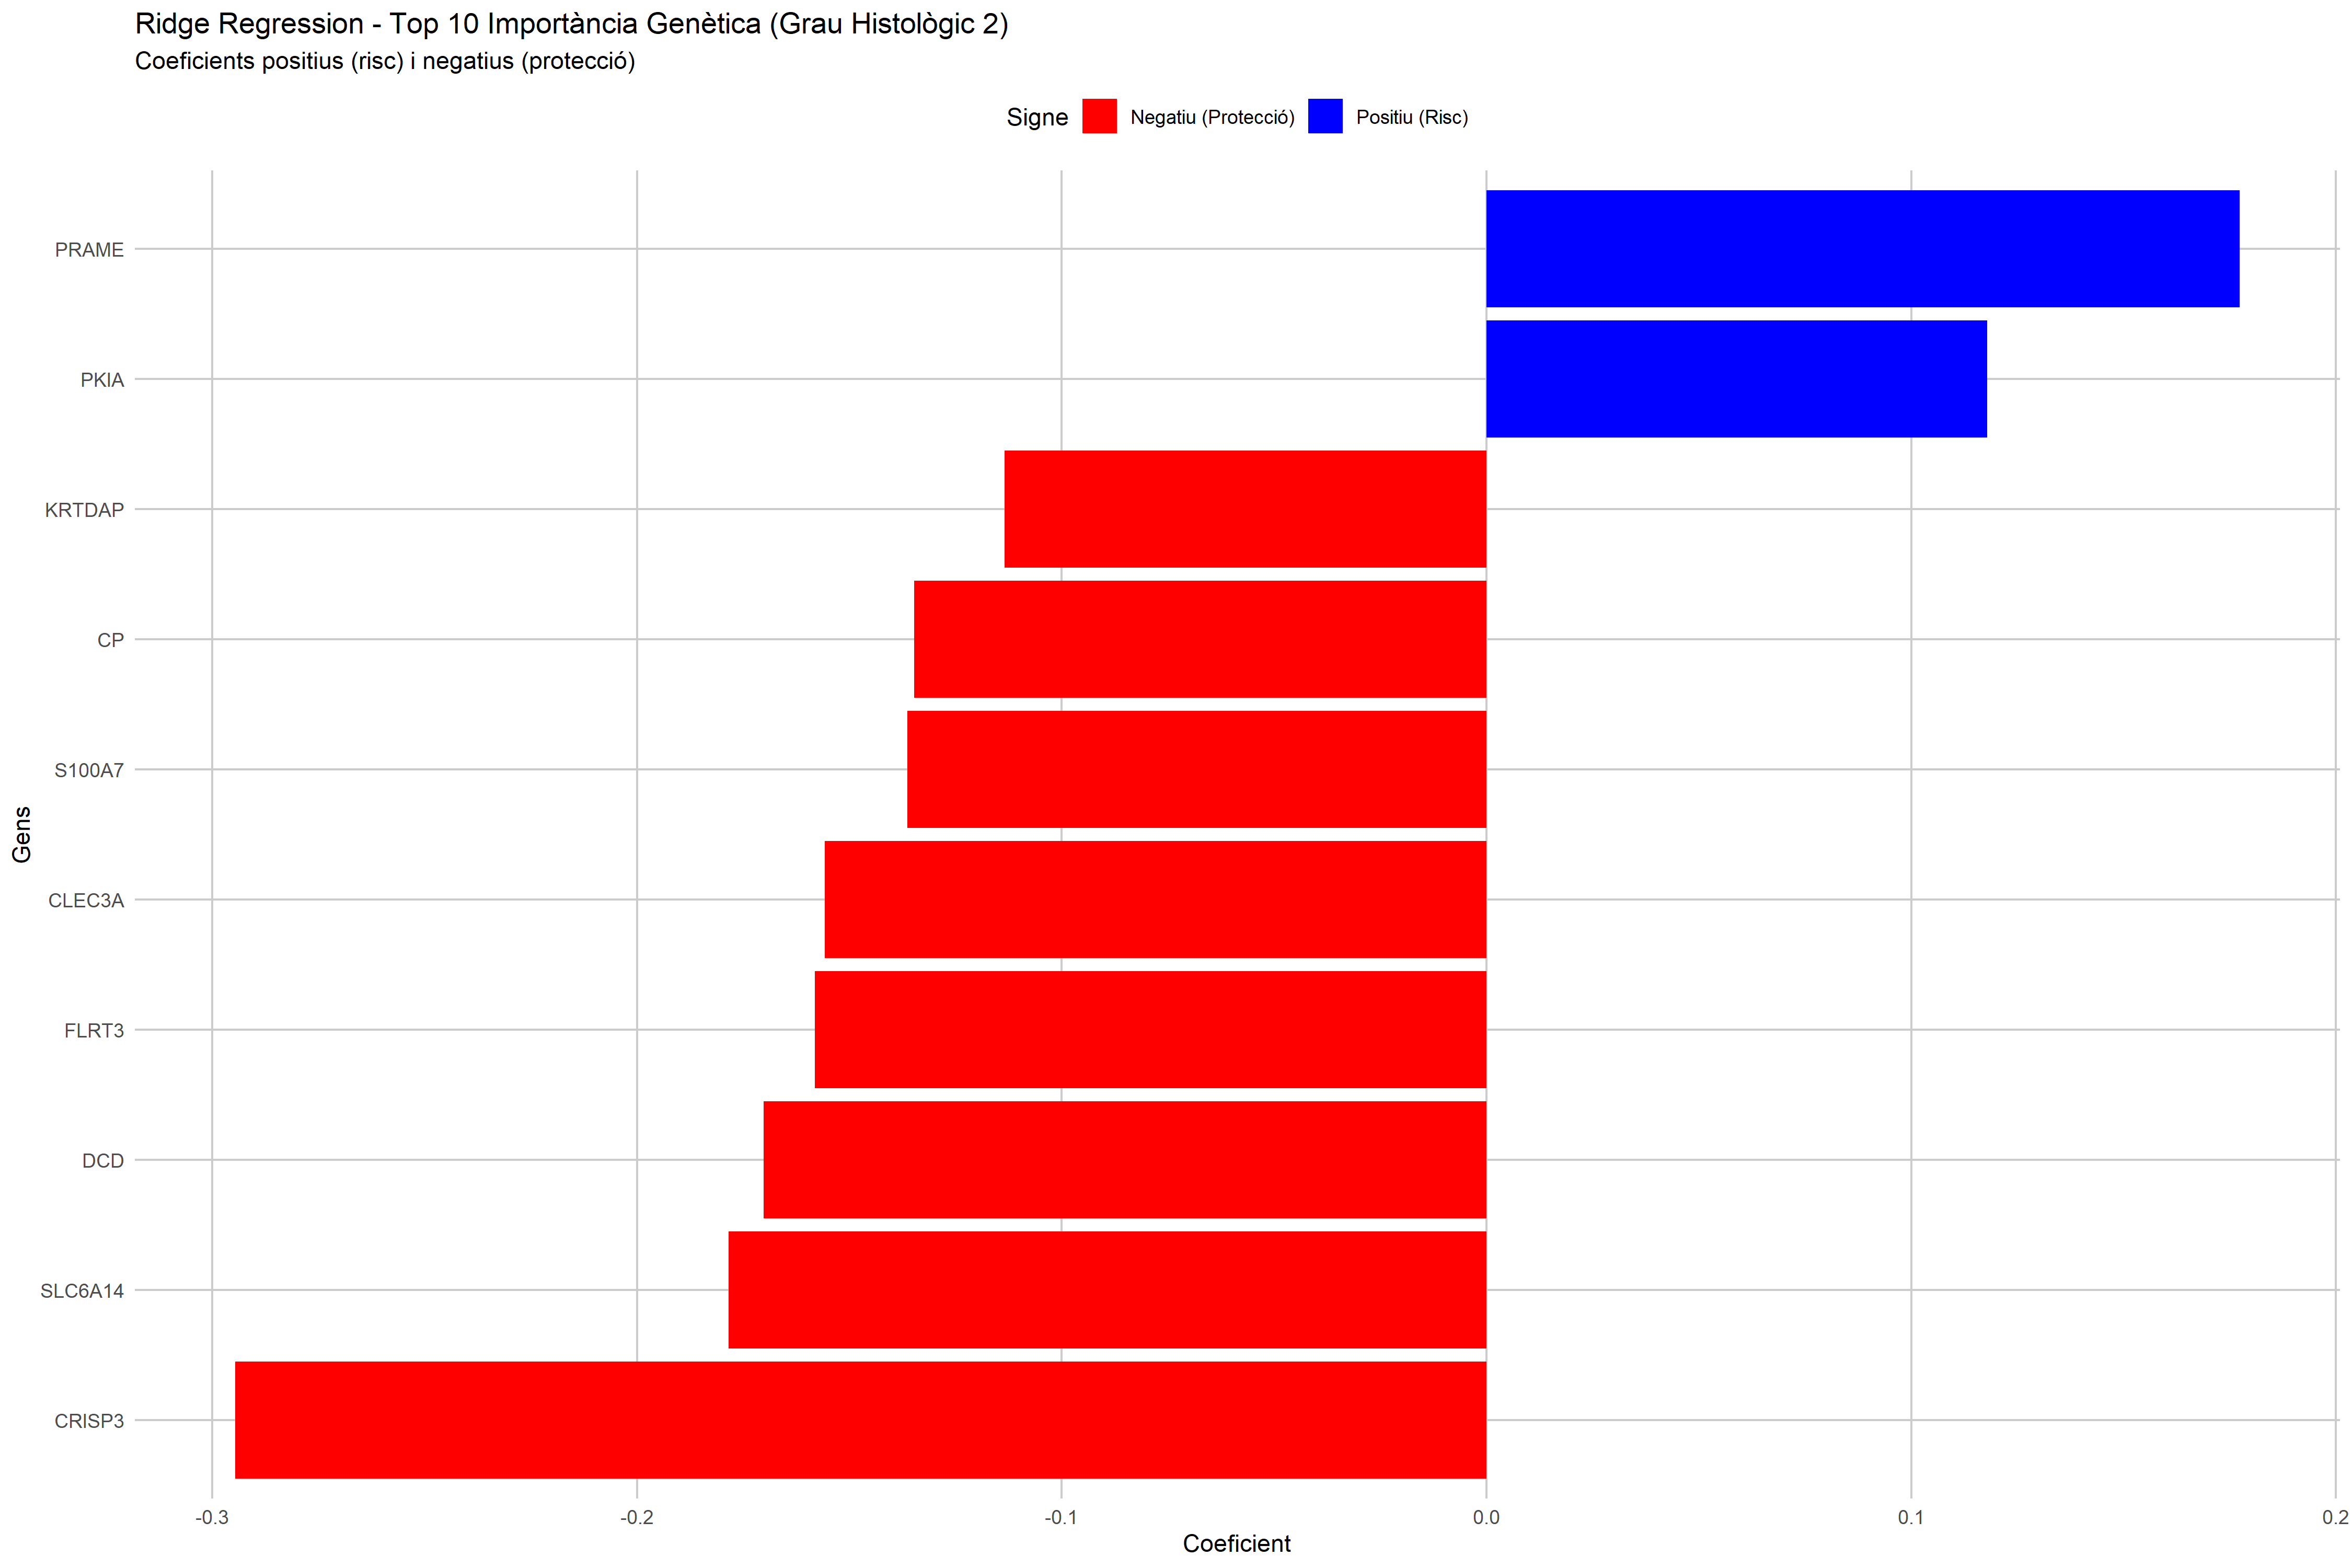 Ridge Regression - Top 10 Importància Genètica (Grau Histològic 2)
Coeficients positius (risc) i negatius (protecció)
Signe Negatiu (Protecció) Positiu (Risc)
PRAME
PKIA
KRTDAP
CP
S100A7
CLEC3A
FLRT3
DCD
SLC6A14
CRISP3
Gens
-0.3 -0.2 -0.1 0.0 0.1 0.2
Coeficient